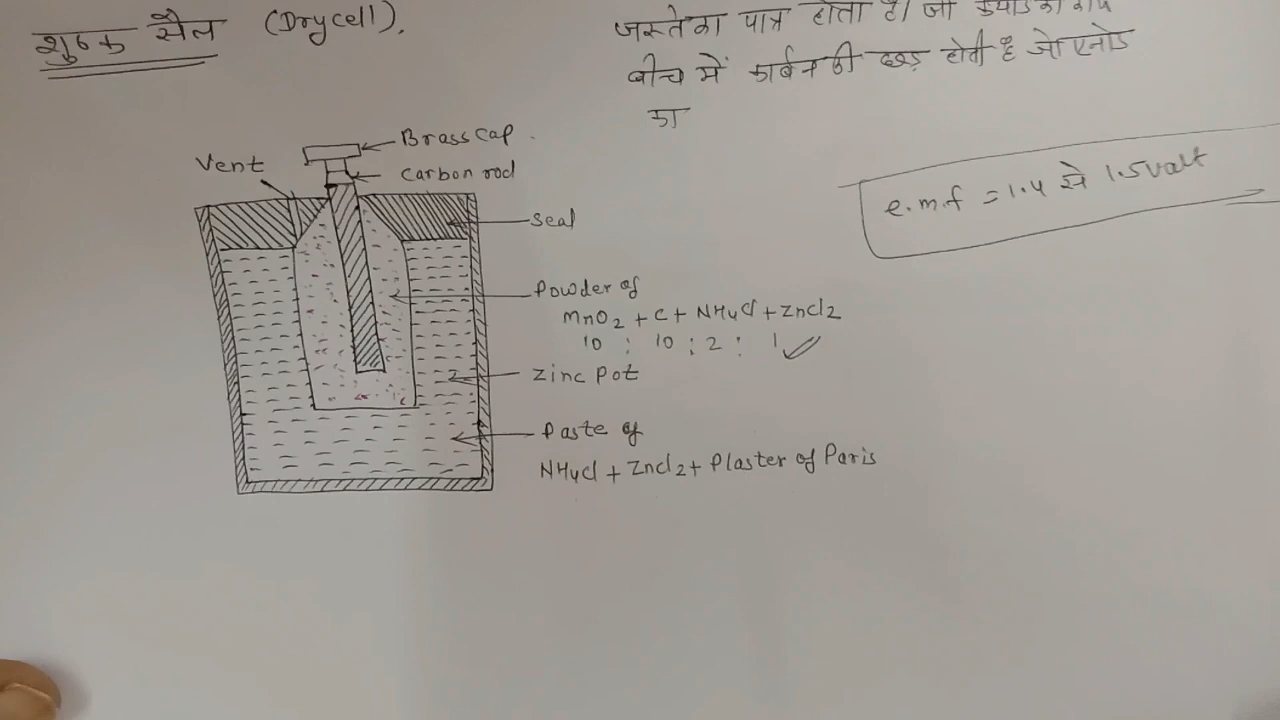 शुष्क सैल (Drycell).
जस्ते का पात्र होता है। जो
बीच में कार्बन की छड़ होती है जो एनोड
का
e.m.f = 1.4 से 1.5 valt
Brass cap.
Vent
Carbon rod
Seal
Powder of
MnO2 + C + NH4Cl + ZnCl2
10 : 10 : 2 : 1
Zinc pot
Paste of
NH4Cl + ZnCl2 + Plaster of Paris